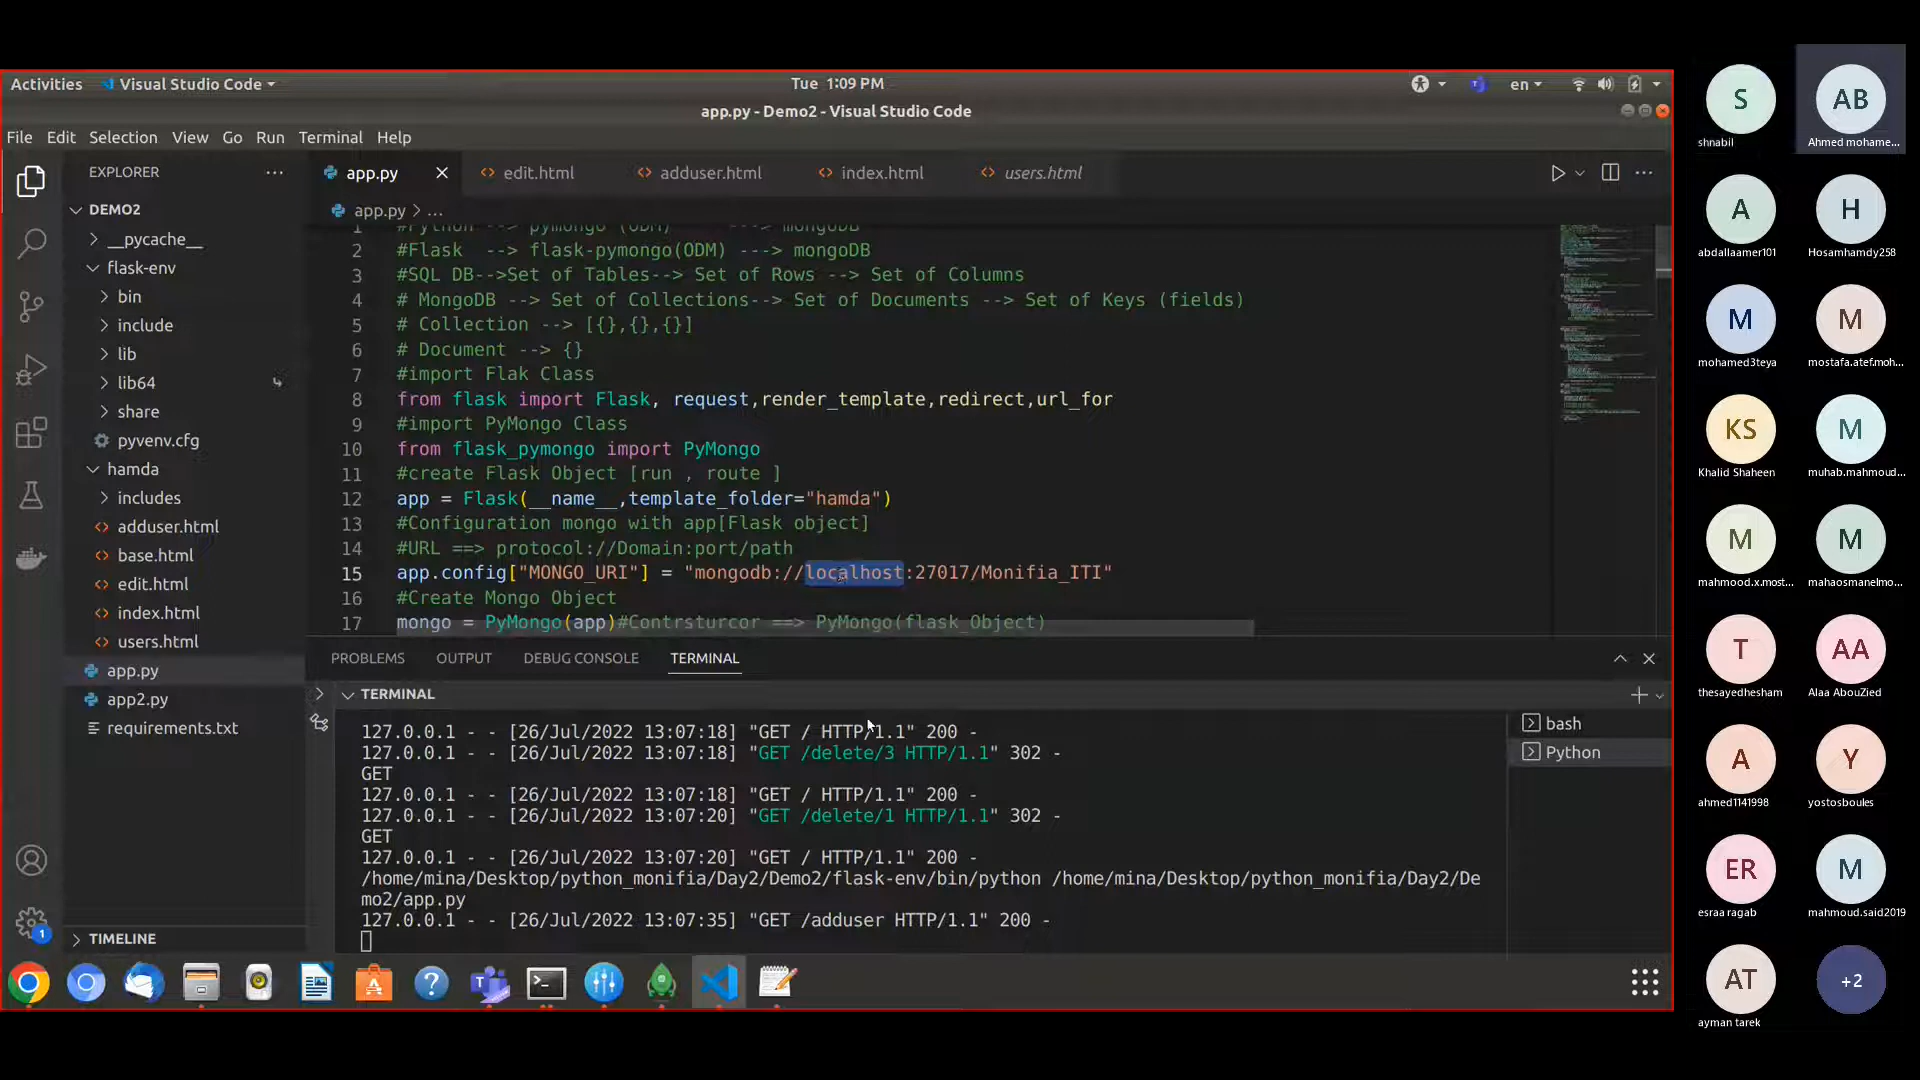 Activities
Visual Studio Code
Tue 1:09 PM
en
app.py - Demo2 - Visual Studio Code
File Edit Selection View Go Run Terminal Help
EXPLORER
DEMO2
__pycache__
flask-env
bin
include
lib
lib64
share
pyvenv.cfg
hamda
includes
adduser.html
base.html
edit.html
index.html
users.html
app.py
app2.py
requirements.txt
TIMELINE
1
app.py
edit.html
adduser.html
index.html
users.html
app.py > ...
1 #Python --> pymongo (ODM) ---> mongoDB
2 #Flask --> flask-pymongo(ODM) ---> mongoDB
3 #SQL DB-->Set of Tables--> Set of Rows --> Set of Columns
4 # MongoDB --> Set of Collections--> Set of Documents --> Set of Keys (fields)
5 # Collection --> [{},{},{}]
6 # Document --> {}
7 #import Flak Class
8 from flask import Flask, request,render_template,redirect,url_for
9 #import PyMongo Class
10 from flask_pymongo import PyMongo
11 #create Flask Object [run , route ]
12 app = Flask(__name__,template_folder="hamda")
13 #Configuration mongo with app[Flask object]
14 #URL ==> protocol://Domain:port/path
15 app.config["MONGO_URI"] = "mongodb://localhost:27017/Monifia_ITI"
16 #Create Mongo Object
17 mongo = PyMongo(app)#Contrsturcor ==> PyMongo(flask_Object)
PROBLEMS OUTPUT DEBUG CONSOLE TERMINAL
TERMINAL
127.0.0.1 - - [26/Jul/2022 13:07:18] "GET / HTTP/1.1" 200 -
127.0.0.1 - - [26/Jul/2022 13:07:18] "GET /delete/3 HTTP/1.1" 302 -
GET
127.0.0.1 - - [26/Jul/2022 13:07:18] "GET / HTTP/1.1" 200 -
127.0.0.1 - - [26/Jul/2022 13:07:20] "GET /delete/1 HTTP/1.1" 302 -
GET
127.0.0.1 - - [26/Jul/2022 13:07:20] "GET / HTTP/1.1" 200 -
/home/mina/Desktop/python_monifia/Day2/Demo2/flask-env/bin/python /home/mina/Desktop/python_monifia/Day2/De
mo2/app.py
127.0.0.1 - - [26/Jul/2022 13:07:35] "GET /adduser HTTP/1.1" 200 -
bash
Python
S
shnabil
AB
Ahmed mohame...
A
abdallaamer101
H
Hosamhamdy258
M
mohamed3teya
M
mostafa.atef.moh...
KS
Khalid Shaheen
M
muhab.mahmoud...
M
mahmood.x.most...
M
mahaosmanelmo...
T
thesayedhesham
AA
Alaa AbouZied
A
ahmed1141998
Y
yostosboules
ER
esraa ragab
M
mahmoud.said2019
AT
ayman tarek
+2